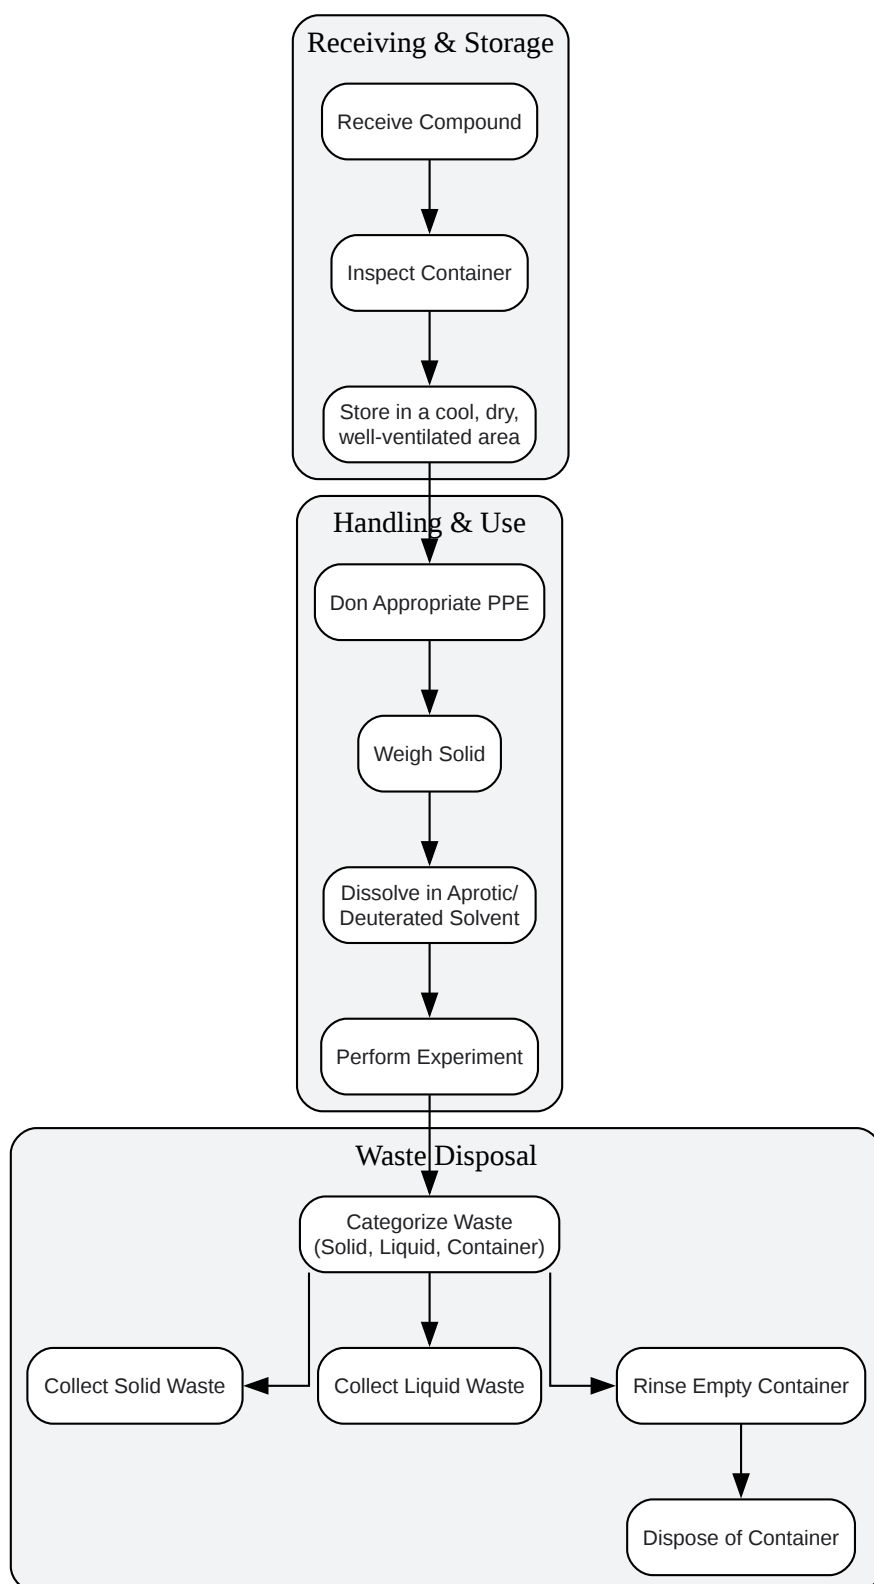 Receiving & Storage
Receive Compound
Inspect Container
Store in a cool, dry,
well-ventilated area
Handling & Use
Don Appropriate PPE
Weigh Solid
Dissolve in Aprotic/
Deuterated Solvent
Perform Experiment
Waste Disposal
Categorize Waste
(Solid, Liquid, Container)
Collect Solid Waste
Collect Liquid Waste
Rinse Empty Container
Dispose of Container